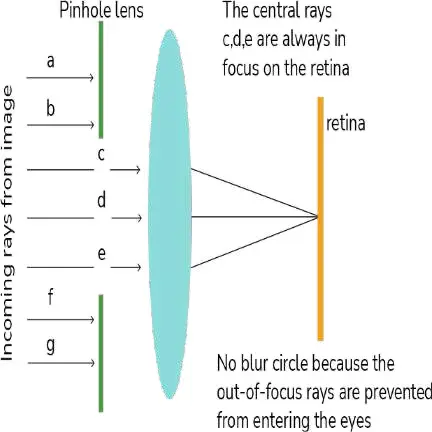 Pinhole lens
The central rays
c,d,e are always in
focus on the retina
Incoming rays from image
a
b
c
d
e
f
g
retina
No blur circle because the
out-of-focus rays are prevented
from entering the eyes